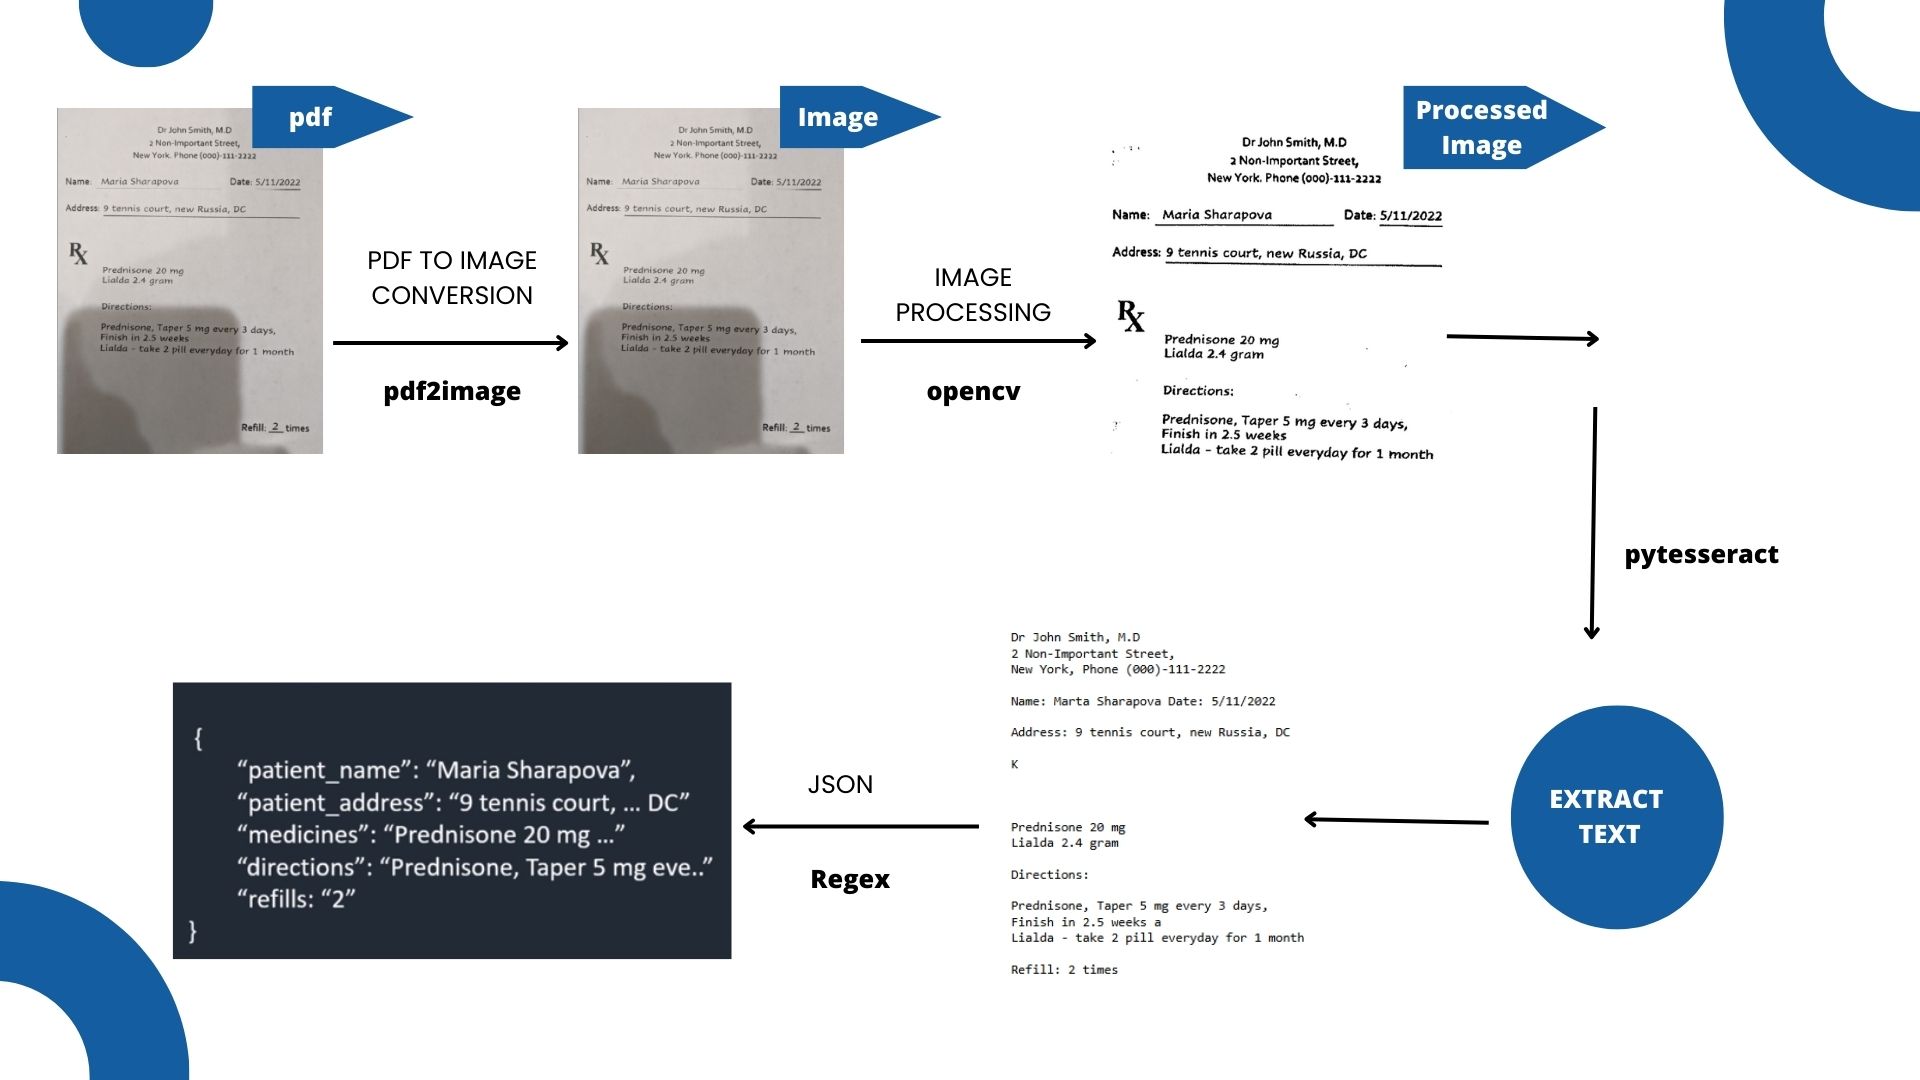 pdf
Dr John Smith, M.D
2 Non-Important Street,
New York. Phone (000)-111-2222
Name: Maria Sharapova Date: 5/11/2022
Address: 9 tennis court, new Russia, DC
Rx
Prednisone 20 mg
Lialda 2.4 gram
Directions:
Prednisone, Taper 5 mg every 3 days,
Finish in 2.5 weeks
Lialda - take 2 pill everyday for 1 month
Refill: 2 times
PDF TO IMAGE
CONVERSION
pdf2image
Image
Dr John Smith, M.D
2 Non-Important Street,
New York. Phone (000)-111-2222
Name: Maria Sharapova Date: 5/11/2022
Address: 9 tennis court, new Russia, DC
Rx
Prednisone 20 mg
Lialda 2.4 gram
Directions:
Prednisone, Taper 5 mg every 3 days,
Finish in 2.5 weeks
Lialda - take 2 pill everyday for 1 month
Refill: 2 times
IMAGE
PROCESSING
opencv
Processed
Image
Dr John Smith, M.D
2 Non-Important Street,
New York. Phone (000)-111-2222
Name: Maria Sharapova Date: 5/11/2022
Address: 9 tennis court, new Russia, DC
Rx
Prednisone 20 mg
Lialda 2.4 gram
Directions:
Prednisone, Taper 5 mg every 3 days,
Finish in 2.5 weeks
Lialda - take 2 pill everyday for 1 month
pytesseract
EXTRACT
TEXT
Dr John Smith, M.D
2 Non-Important Street,
New York, Phone (000)-111-2222
Name: Marta Sharapova Date: 5/11/2022
Address: 9 tennis court, new Russia, DC
K
Prednisone 20 mg
Lialda 2.4 gram
Directions:
Prednisone, Taper 5 mg every 3 days,
Finish in 2.5 weeks a
Lialda - take 2 pill everyday for 1 month
Refill: 2 times
JSON
Regex
{
“patient_name”: “Maria Sharapova”,
“patient_address”: “9 tennis court, ... DC”
“medicines”: “Prednisone 20 mg ...”
“directions”: “Prednisone, Taper 5 mg eve..”
“refills: “2”
}